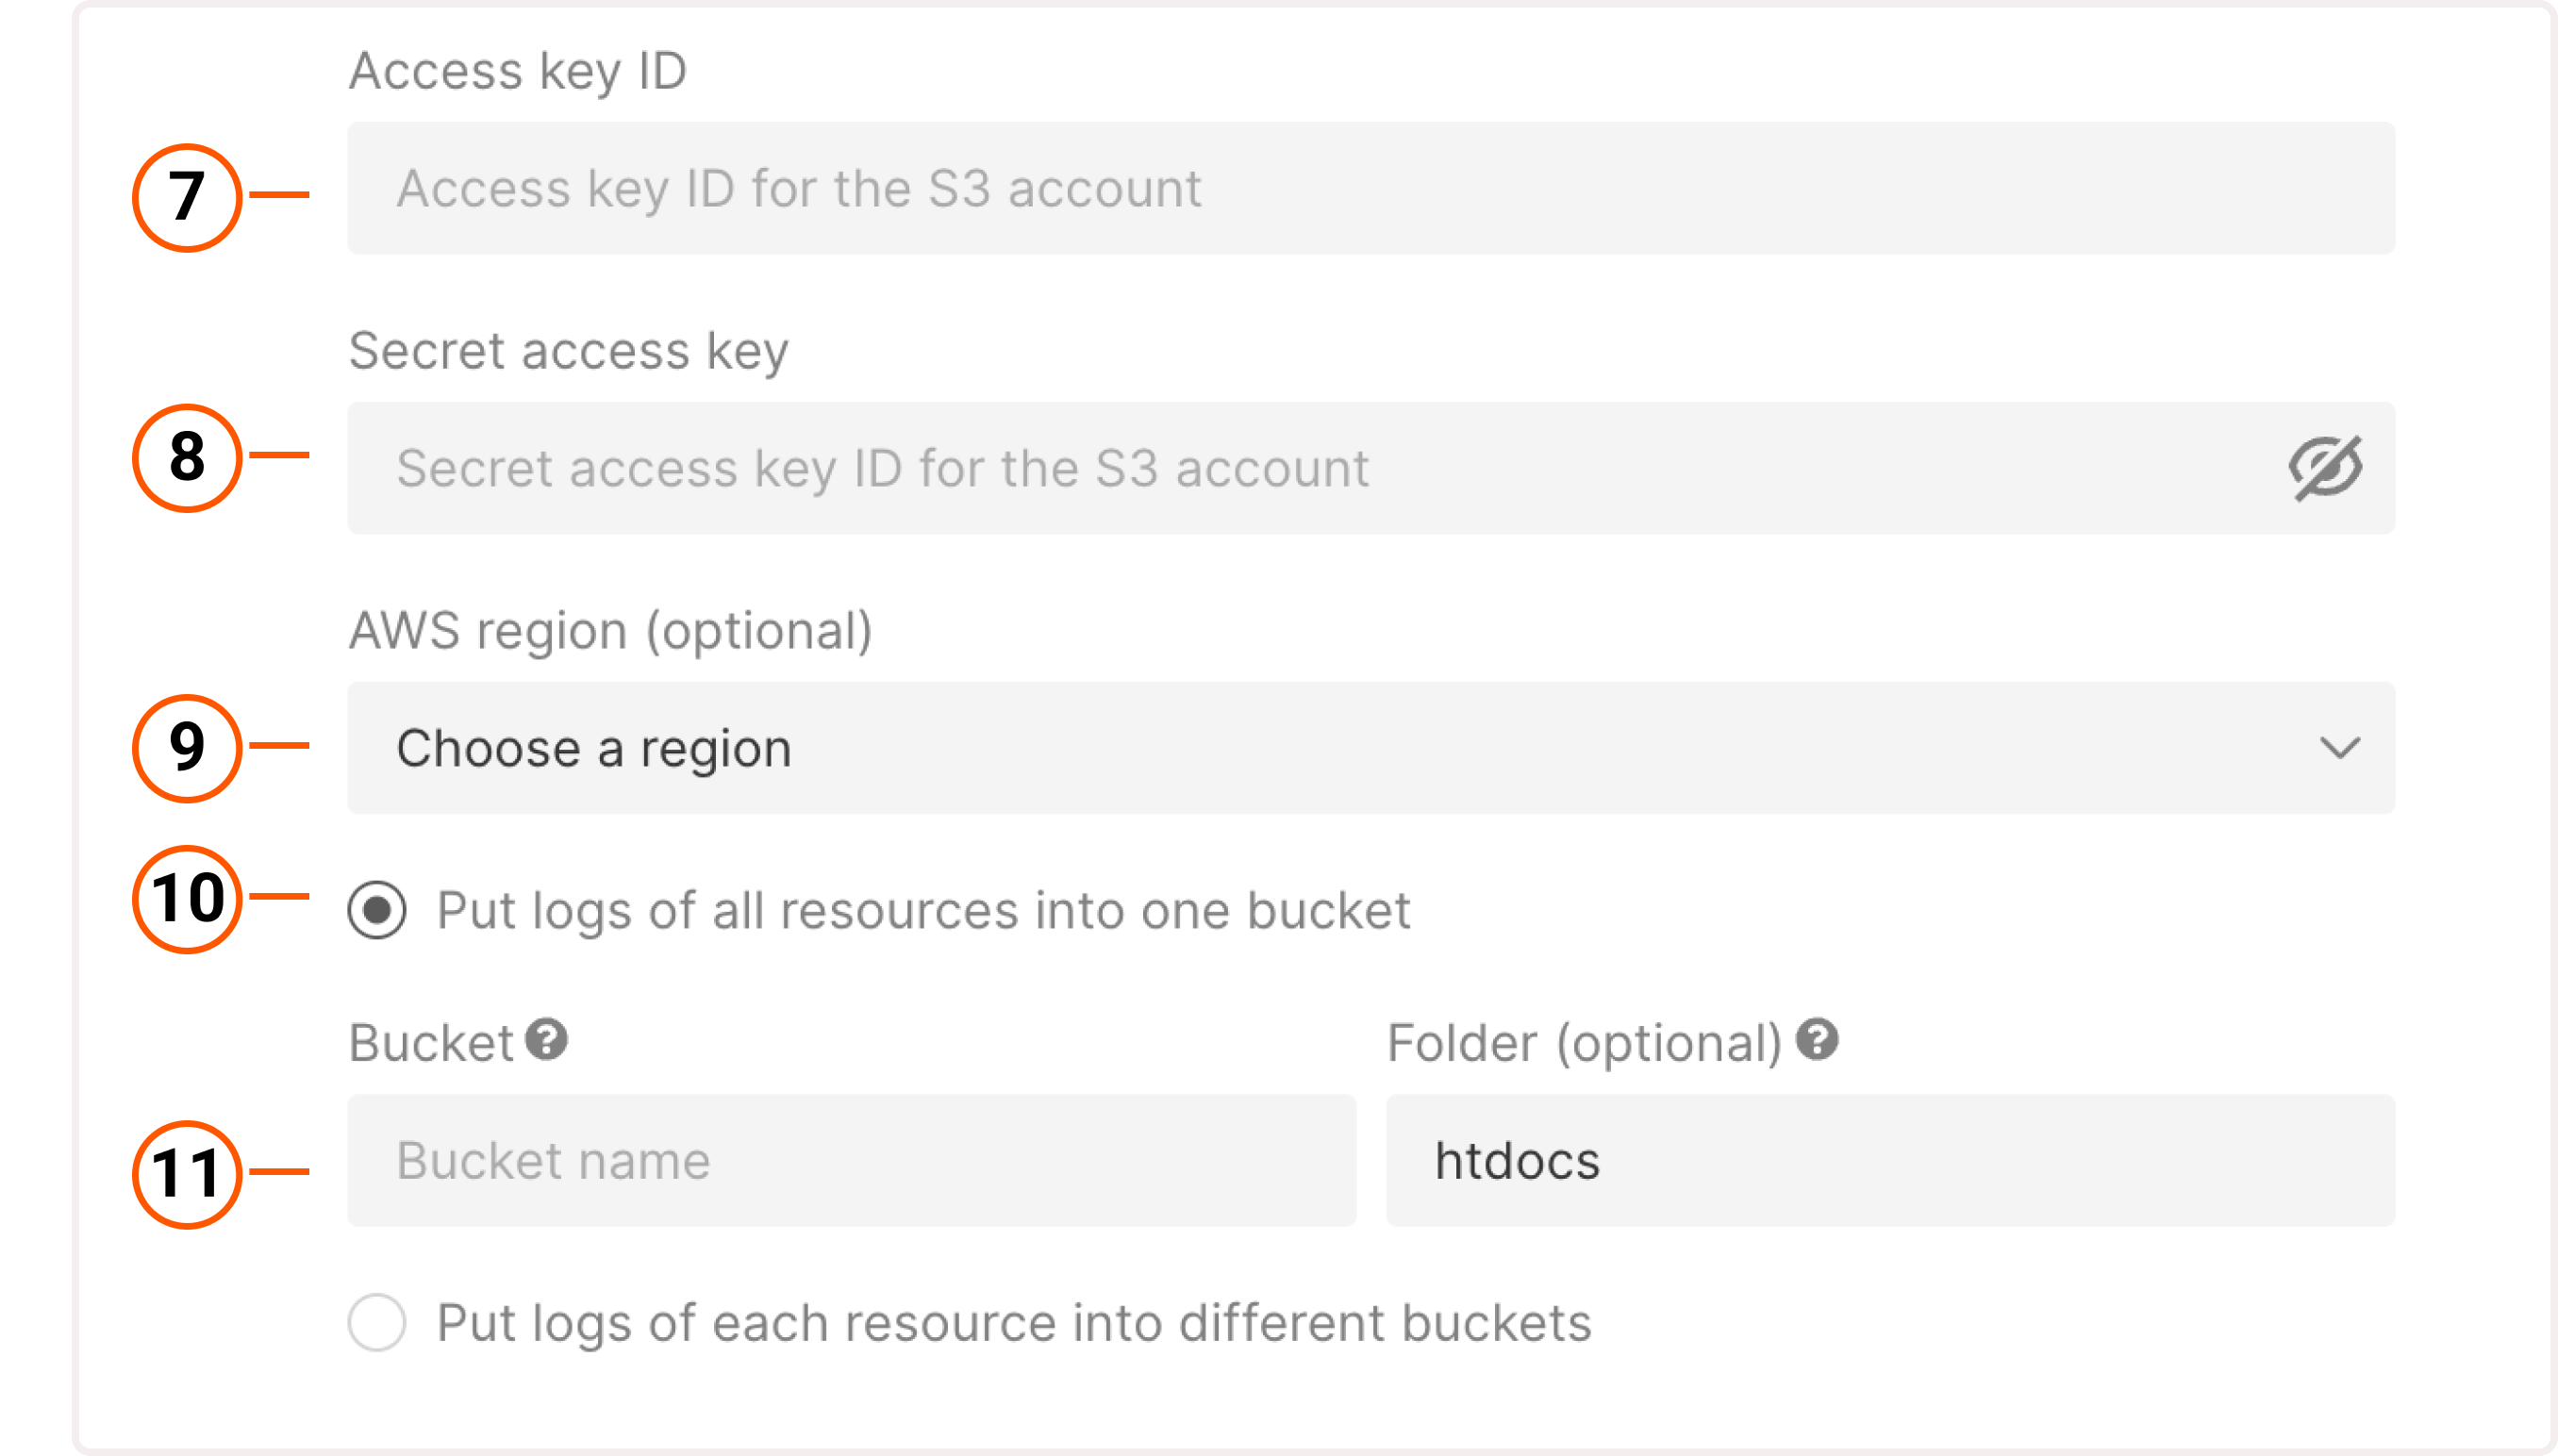 Access key ID
7
Access key ID for the S3 account
Secret access key
8
Secret access key ID for the S3 account
AWS region (optional)
9
Choose a region
10
Put logs of all resources into one bucket
Bucket ? Folder (optional) ?
11
Bucket name htdocs
Put logs of each resource into different buckets